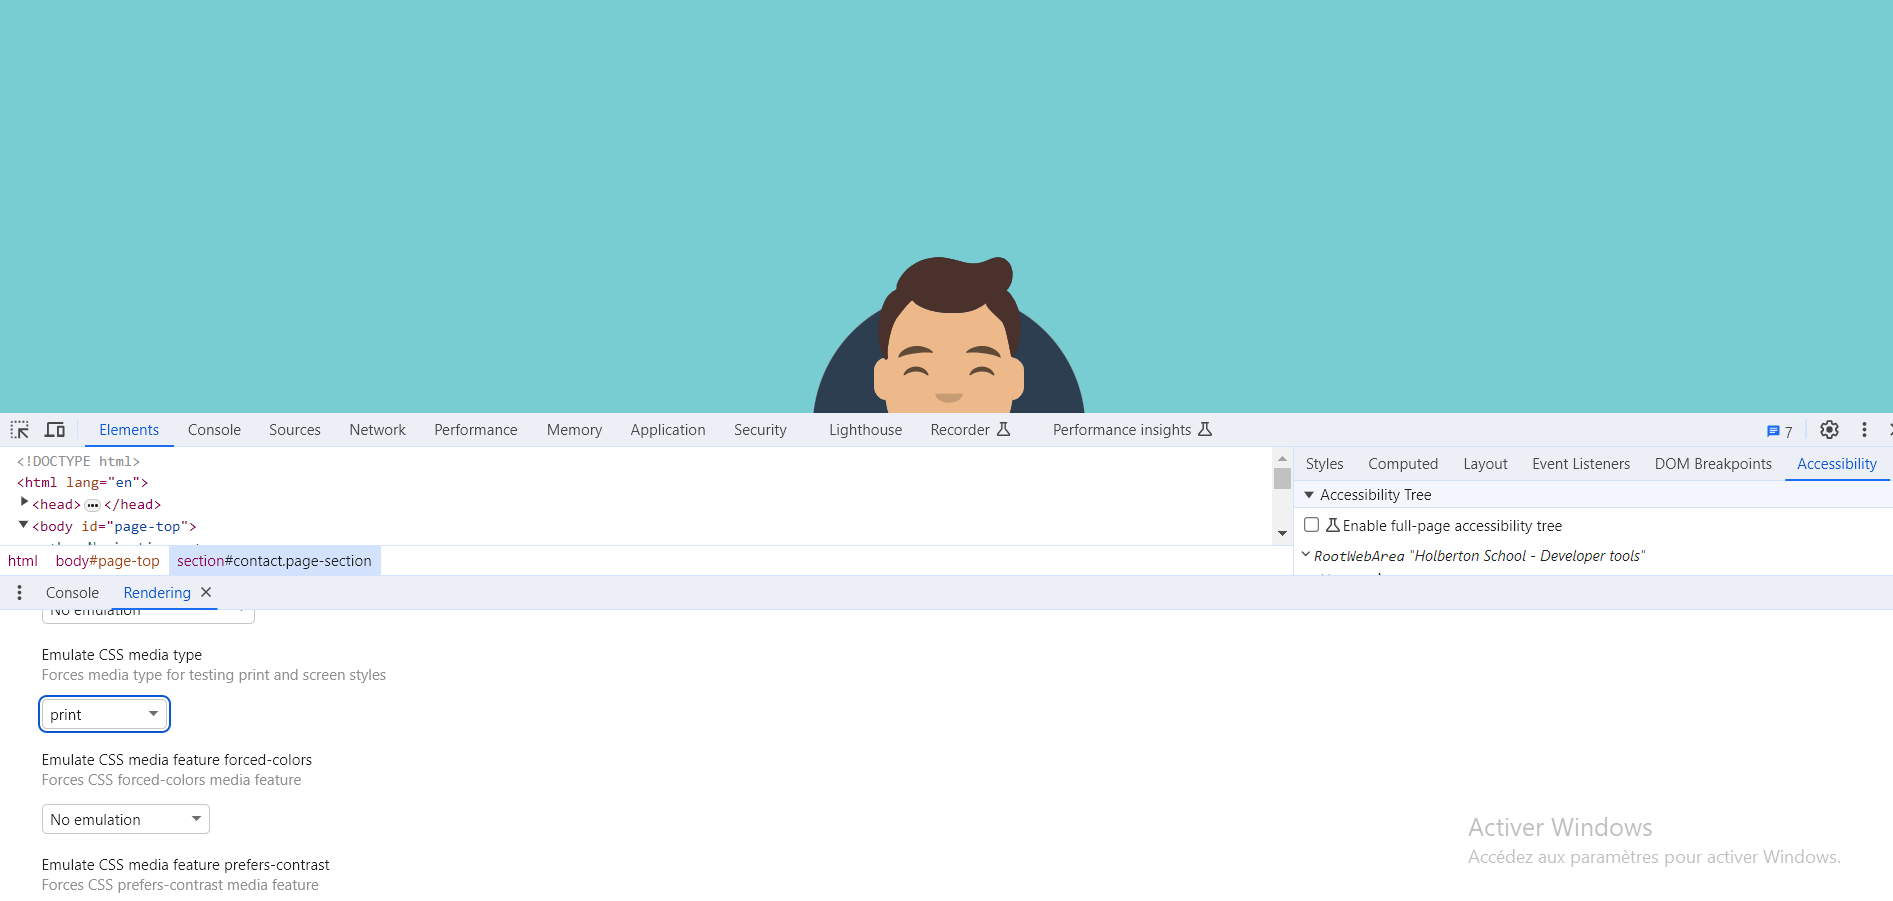 Elements Console Sources Network Performance Memory Application Security Lighthouse Recorder Performance insights 7
<!DOCTYPE html>
<html lang="en">
<head> ••• </head>
<body id="page-top">
html body#page-top section#contact.page-section
Styles Computed Layout Event Listeners DOM Breakpoints Accessibility
Accessibility Tree
Enable full-page accessibility tree
RootWebArea "Holberton School - Developer tools"
Console Rendering
No emulation
Emulate CSS media type
Forces media type for testing print and screen styles
print
Emulate CSS media feature forced-colors
Forces CSS forced-colors media feature
No emulation
Emulate CSS media feature prefers-contrast
Forces CSS prefers-contrast media feature
Activer Windows
Accédez aux paramètres pour activer Windows.